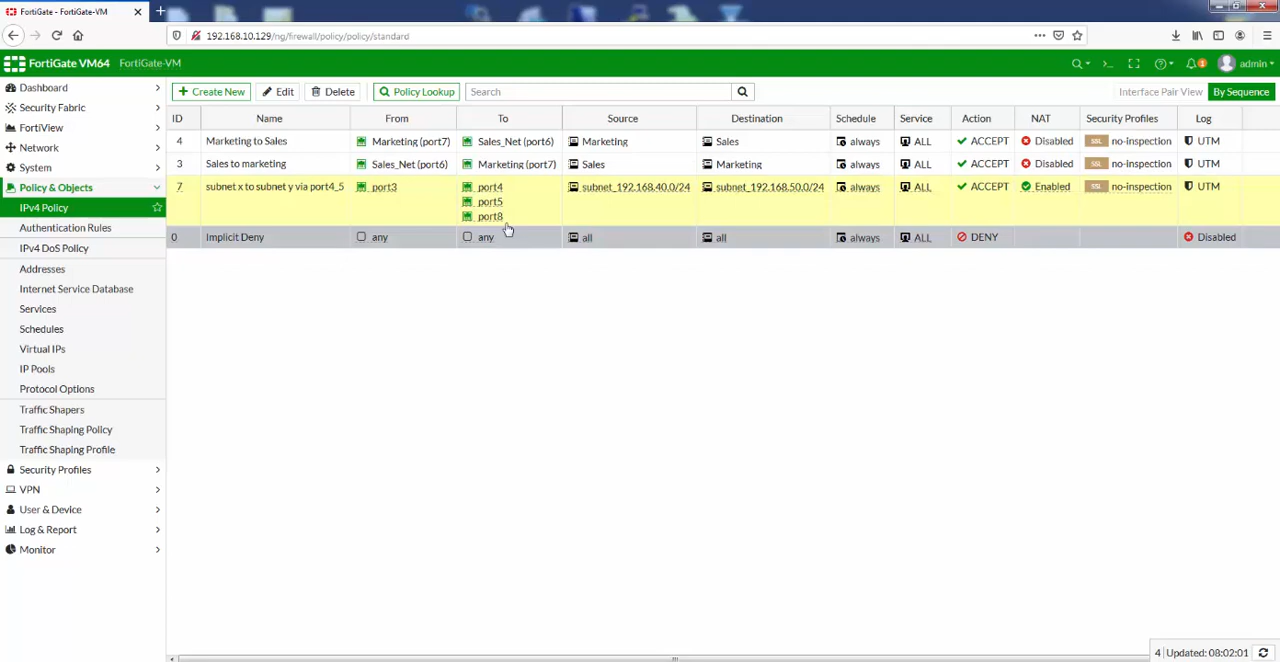 FortiGate - FortiGate-VM
192.168.10.129/ng/firewall/policy/policy/standard
FortiGate VM64 FortiGate-VM
admin
Dashboard
Security Fabric
FortiView
Network
System
Policy & Objects
IPv4 Policy
Authentication Rules
IPv4 DoS Policy
Addresses
Internet Service Database
Services
Schedules
Virtual IPs
IP Pools
Protocol Options
Traffic Shapers
Traffic Shaping Policy
Traffic Shaping Profile
Security Profiles
VPN
User & Device
Log & Report
Monitor
+ Create New Edit Delete Policy Lookup Search Interface Pair View By Sequence
ID Name From To Source Destination Schedule Service Action NAT Security Profiles Log
4 Marketing to Sales Marketing (port7) Sales_Net (port6) Marketing Sales always ALL ACCEPT Disabled SSL no-inspection UTM
3 Sales to marketing Sales_Net (port6) Marketing (port7) Sales Marketing always ALL ACCEPT Disabled SSL no-inspection UTM
7 subnet x to subnet y via port4_5 port3 port4 subnet_192.168.40.0/24 subnet_192.168.50.0/24 always ALL ACCEPT Enabled SSL no-inspection UTM
port5
port8
0 Implicit Deny any any all all always ALL DENY Disabled
4 Updated: 08:02:01